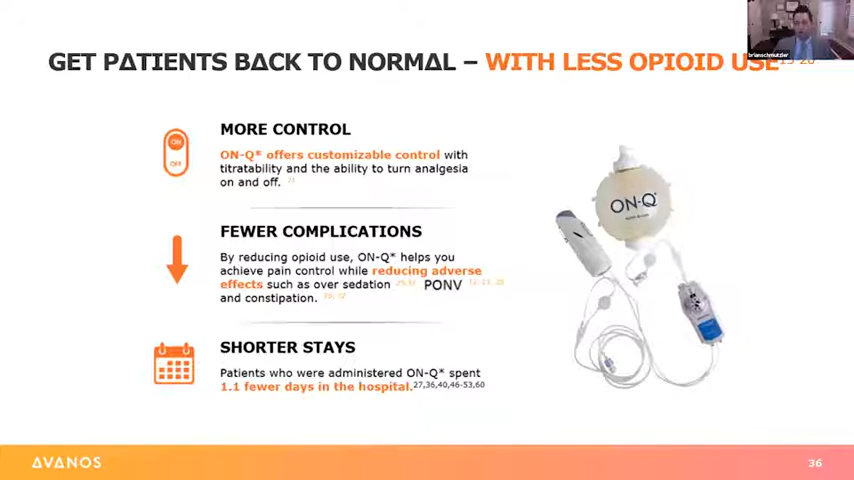 brianschmutzler
GET PATIENTS BACK TO NORMAL – WITH LESS OPIOID USE
MORE CONTROL
ON
OFF
ON-Q* offers customizable control with
titratability and the ability to turn analgesia
on and off.
FEWER COMPLICATIONS
By reducing opioid use, ON-Q* helps you
achieve pain control while reducing adverse
effects such as over sedation PONV
and constipation.
SHORTER STAYS
Patients who were administered ON-Q* spent
1.1 fewer days in the hospital.27,36,40,46-53,60
ON-Q*
AVANOS
36